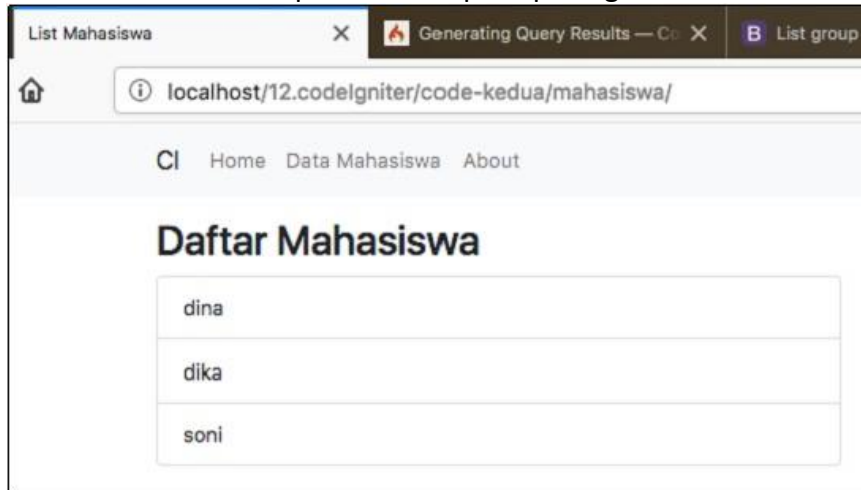 List Mahasiswa
Generating Query Results — Co
B List group
localhost/12.codeIgniter/code-kedua/mahasiswa/
CI Home Data Mahasiswa About
Daftar Mahasiswa
dina
dika
soni